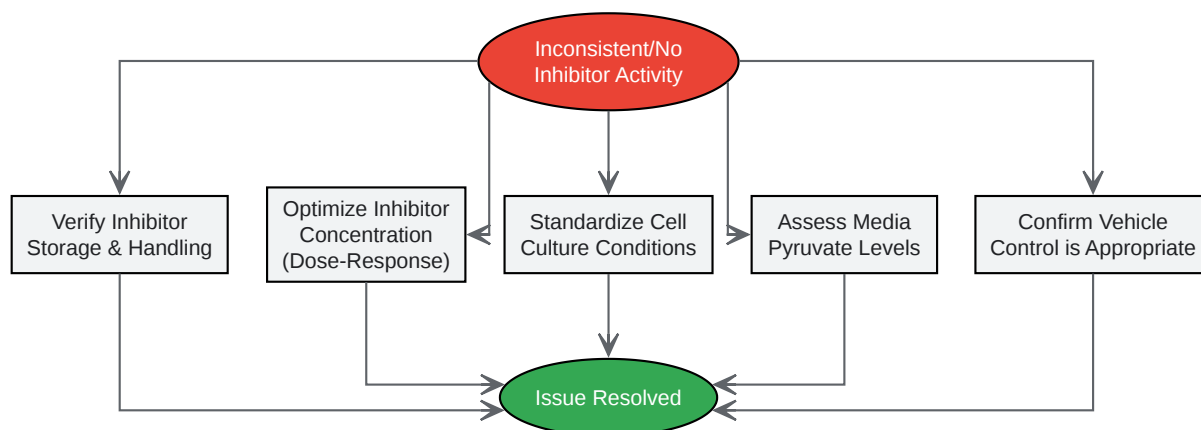 Inconsistent/No
Inhibitor Activity
Verify Inhibitor
Storage & Handling
Optimize Inhibitor
Concentration
(Dose-Response)
Standardize Cell
Culture Conditions
Assess Media
Pyruvate Levels
Confirm Vehicle
Control is Appropriate
Issue Resolved